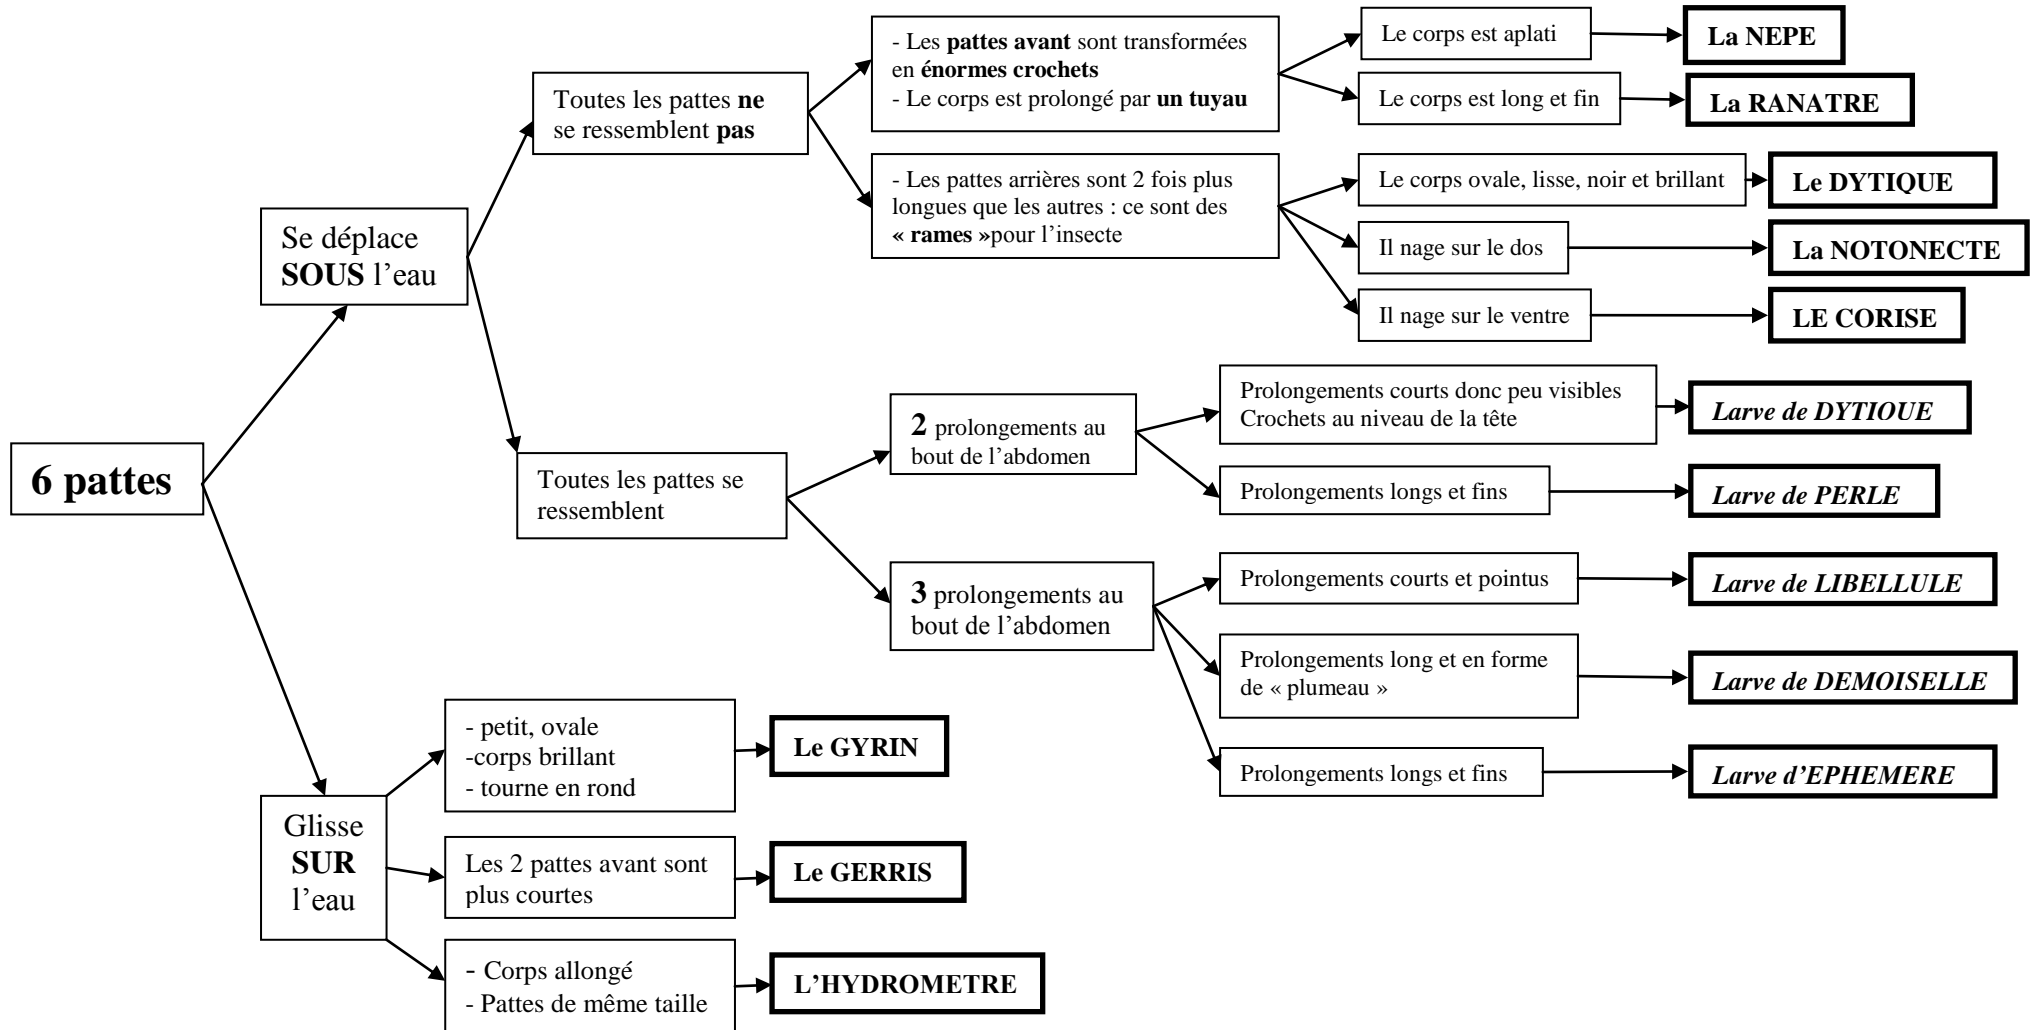 6 pattes
Se déplace
SOUS l’eau
Toutes les pattes ne
se ressemblent pas
- Les pattes avant sont transformées
en énormes crochets
- Le corps est prolongé par un tuyau
Le corps est aplati
La NEPE
Le corps est long et fin
La RANATRE
- Les pattes arrières sont 2 fois plus
longues que les autres : ce sont des
« rames »pour l’insecte
Le corps ovale, lisse, noir et brillant
Le DYTIQUE
Il nage sur le dos
La NOTONECTE
Il nage sur le ventre
LE CORISE
Toutes les pattes se
ressemblent
2 prolongements au
bout de l’abdomen
Prolongements courts donc peu visibles
Crochets au niveau de la tête
Larve de DYTIQUE
Prolongements longs et fins
Larve de PERLE
3 prolongements au
bout de l’abdomen
Prolongements courts et pointus
Larve de LIBELLULE
Prolongements long et en forme
de « plumeau »
Larve de DEMOISELLE
Prolongements longs et fins
Larve d’EPHEMERE
Glisse
SUR
l’eau
- petit, ovale
-corps brillant
- tourne en rond
Le GYRIN
Les 2 pattes avant sont
plus courtes
Le GERRIS
- Corps allongé
- Pattes de même taille
L’HYDROMETRE